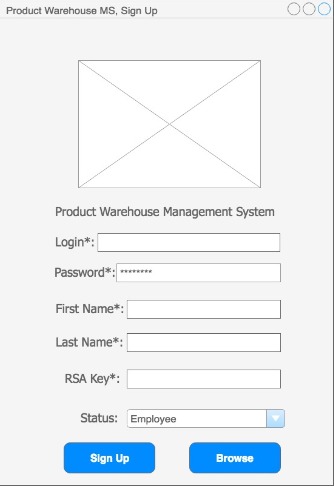 Product Warehouse MS, Sign Up
Product Warehouse Management System
Login*:
Password*: ********
First Name*:
Last Name*:
RSA Key*:
Status: Employee
Sign Up Browse